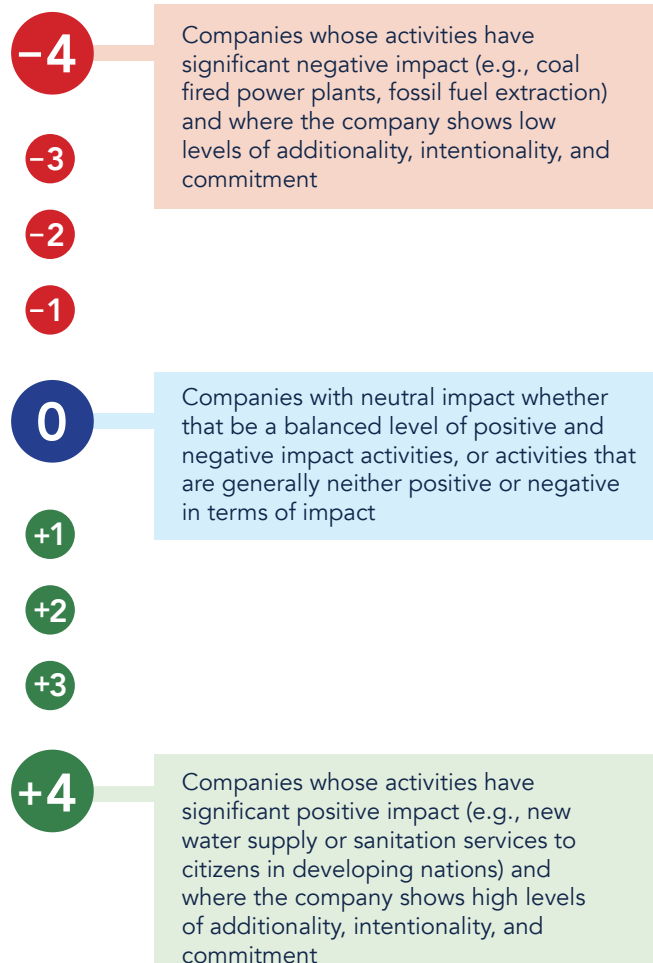 −4
Companies whose activities have
significant negative impact (e.g., coal
fired power plants, fossil fuel extraction)
and where the company shows low
levels of additionality, intentionality, and
commitment
−3
−2
−1
0
Companies with neutral impact whether
that be a balanced level of positive and
negative impact activities, or activities that
are generally neither positive or negative
in terms of impact
+1
+2
+3
+4
Companies whose activities have
significant positive impact (e.g., new
water supply or sanitation services to
citizens in developing nations) and
where the company shows high levels
of additionality, intentionality, and
commitment